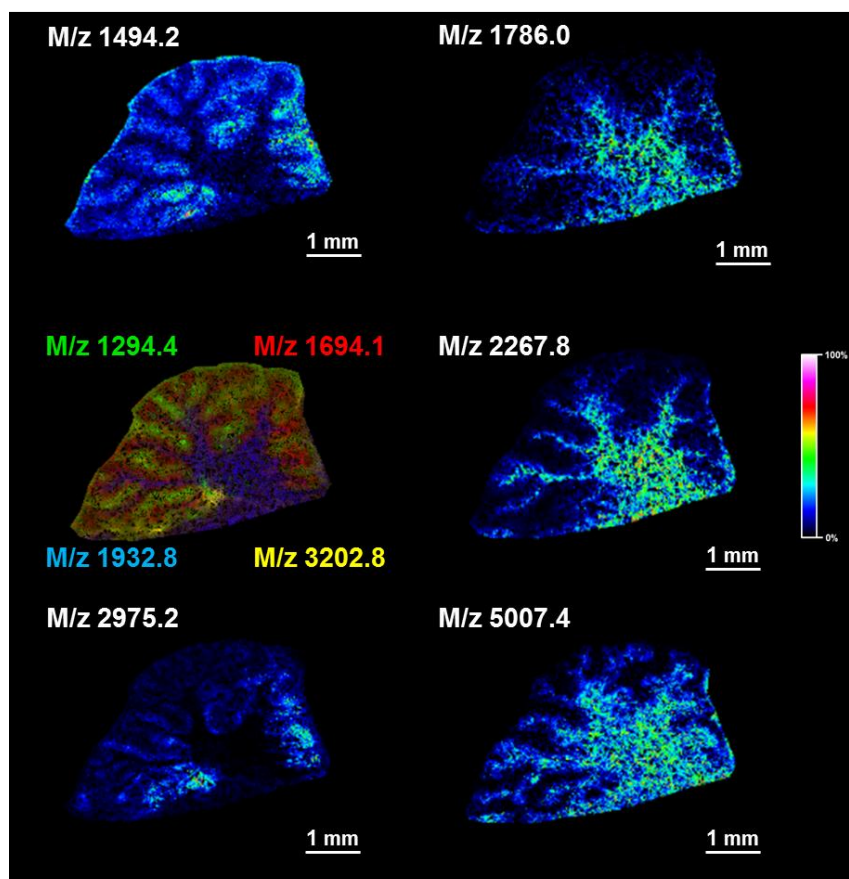 M/z 1494.2
M/z 1786.0
1 mm
1 mm
M/z 1294.4
M/z 1694.1
M/z 2267.8
100%
0%
M/z 1932.8
M/z 3202.8
1 mm
M/z 2975.2
M/z 5007.4
1 mm
1 mm